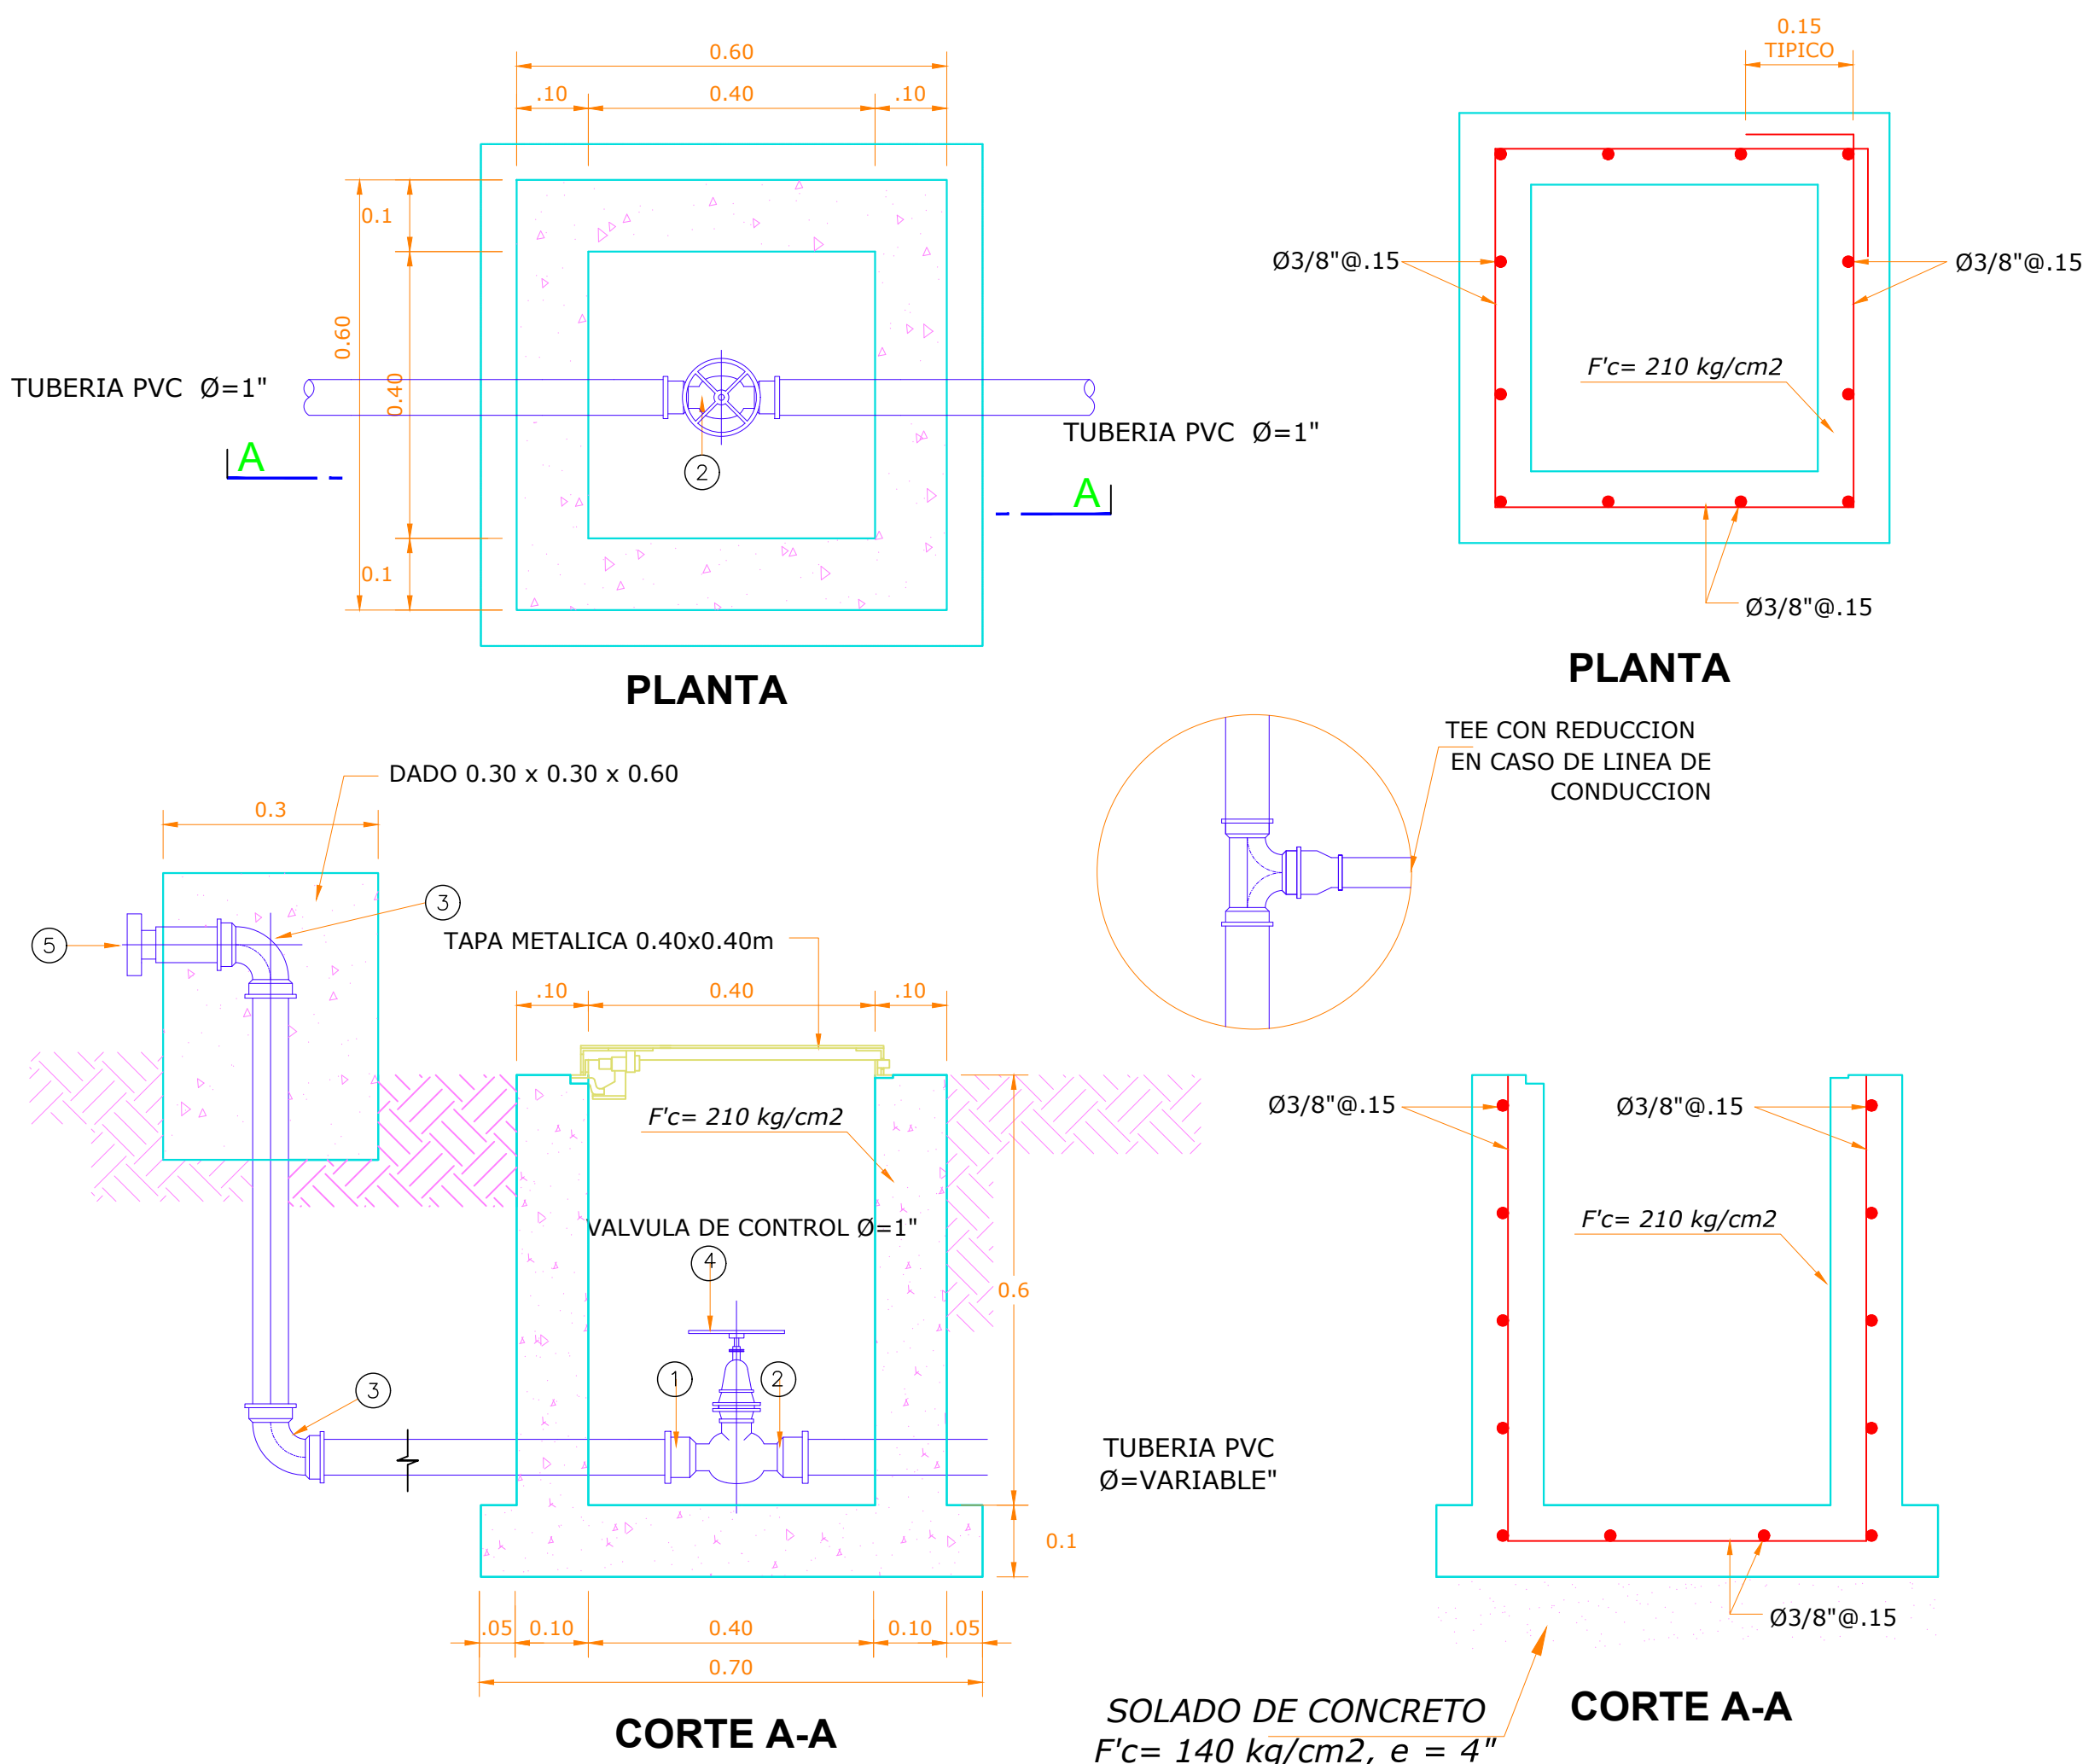 0.60
.10
0.40
.10
0.1
0.60
0.40
0.1
TUBERIA PVC Ø=1"
TUBERIA PVC Ø=1"
A
A
2
PLANTA
0.15
TIPICO
Ø3/8"@.15
Ø3/8"@.15
F'c= 210 kg/cm2
Ø3/8"@.15
PLANTA
TEE CON REDUCCION
EN CASO DE LINEA DE
CONDUCCION
DADO 0.30 x 0.30 x 0.60
0.3
3
5
TAPA METALICA 0.40x0.40m
.10
0.40
.10
F'c= 210 kg/cm2
VALVULA DE CONTROL Ø=1"
4
0.6
3
1
2
TUBERIA PVC
Ø=VARIABLE"
0.1
.05
0.10
0.40
0.10
.05
0.70
CORTE A-A
Ø3/8"@.15
Ø3/8"@.15
F'c= 210 kg/cm2
Ø3/8"@.15
SOLADO DE CONCRETO
F'c= 140 kg/cm2, e = 4"
CORTE A-A